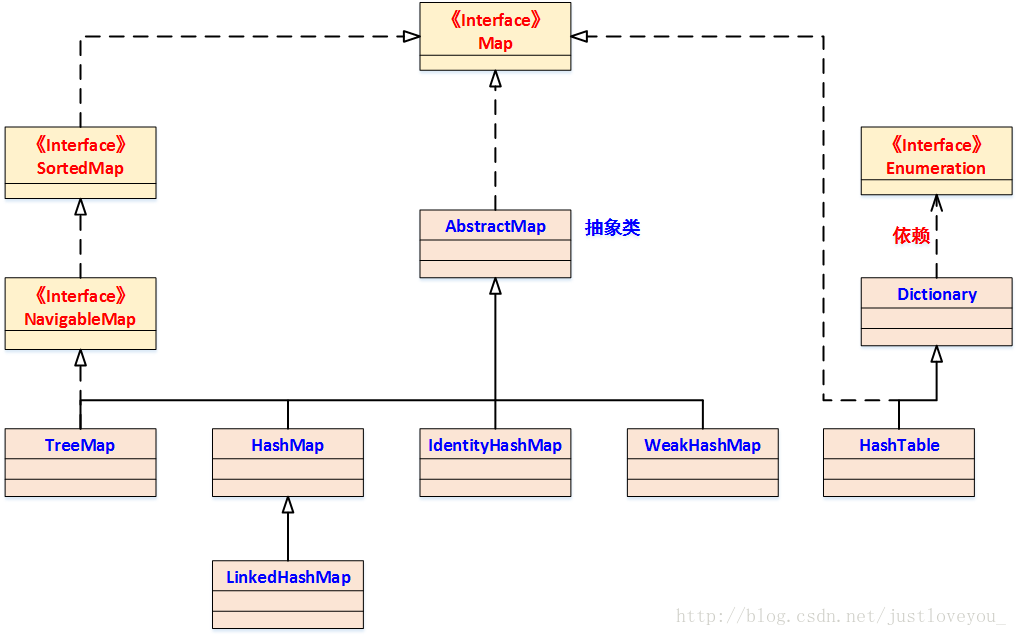 《Interface》
Map
《Interface》
SortedMap
《Interface》
Enumeration
AbstractMap
抽象类
依赖
《Interface》
NavigableMap
Dictionary
TreeMap
HashMap
IdentityHashMap
WeakHashMap
HashTable
LinkedHashMap
http://blog.csdn.net/justloveyou_